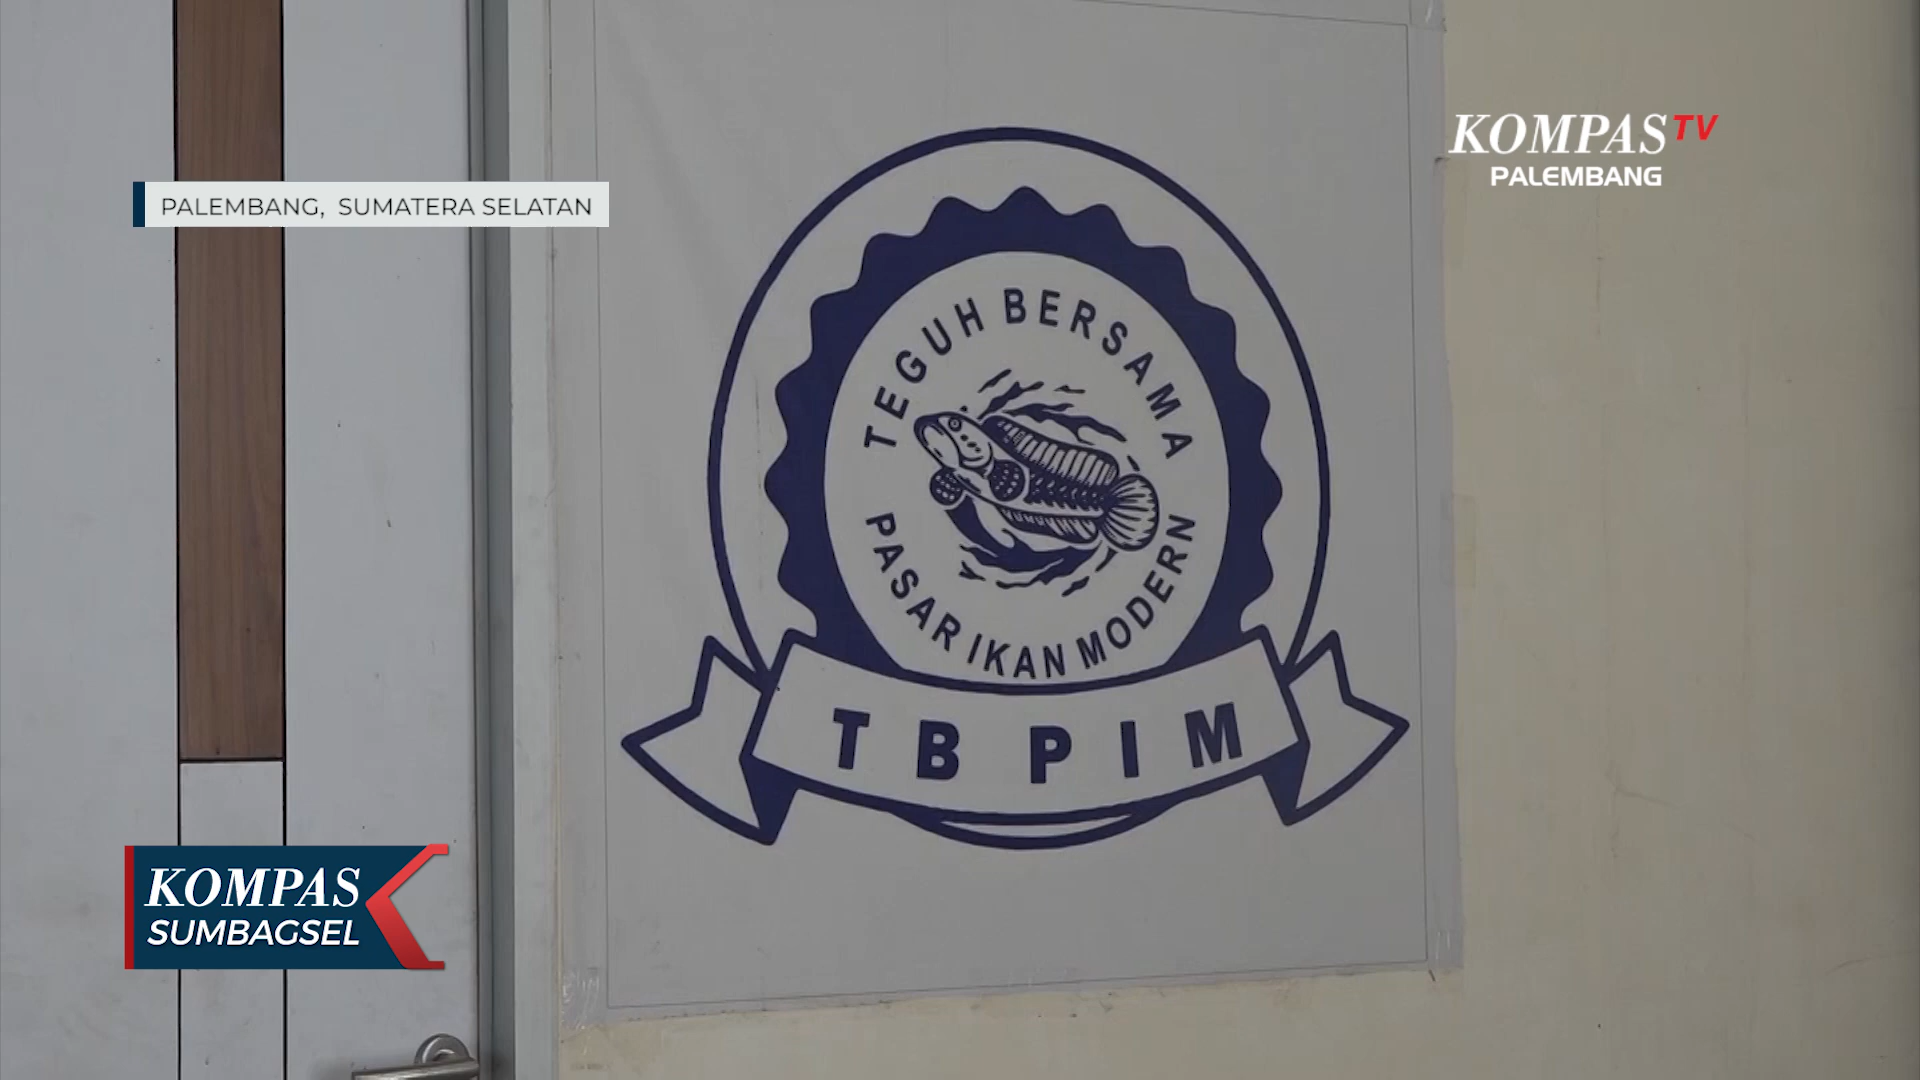 KOMPAS TV
PALEMBANG
PALEMBANG, SUMATERA SELATAN
TEGUH BERSAMA
PASAR IKAN MODERN
TBPIM
KOMPAS
SUMBAGSEL